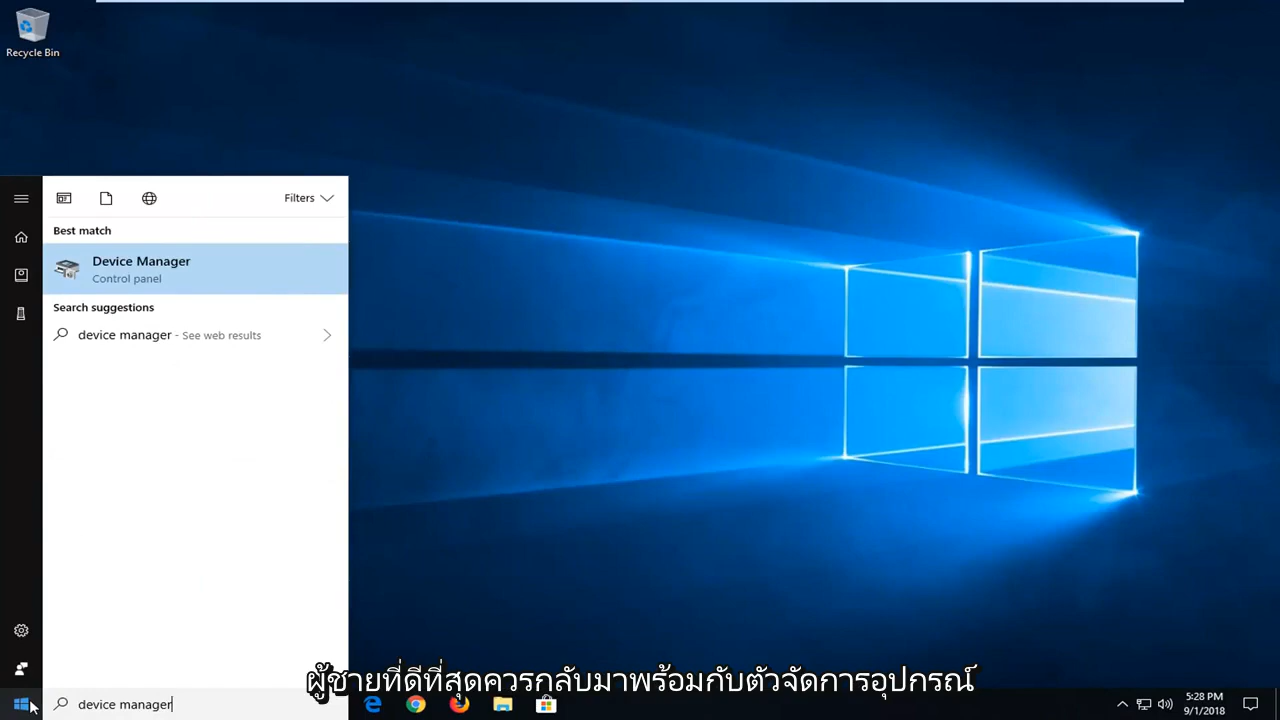 Recycle Bin
Filters
Best match
Device Manager
Control panel
Search suggestions
device manager - See web results
ผู้ชายที่ดีที่สุดควรกลับมาพร้อมกับตัวจัดการอุปกรณ์
device manager
5:28 PM
9/1/2018